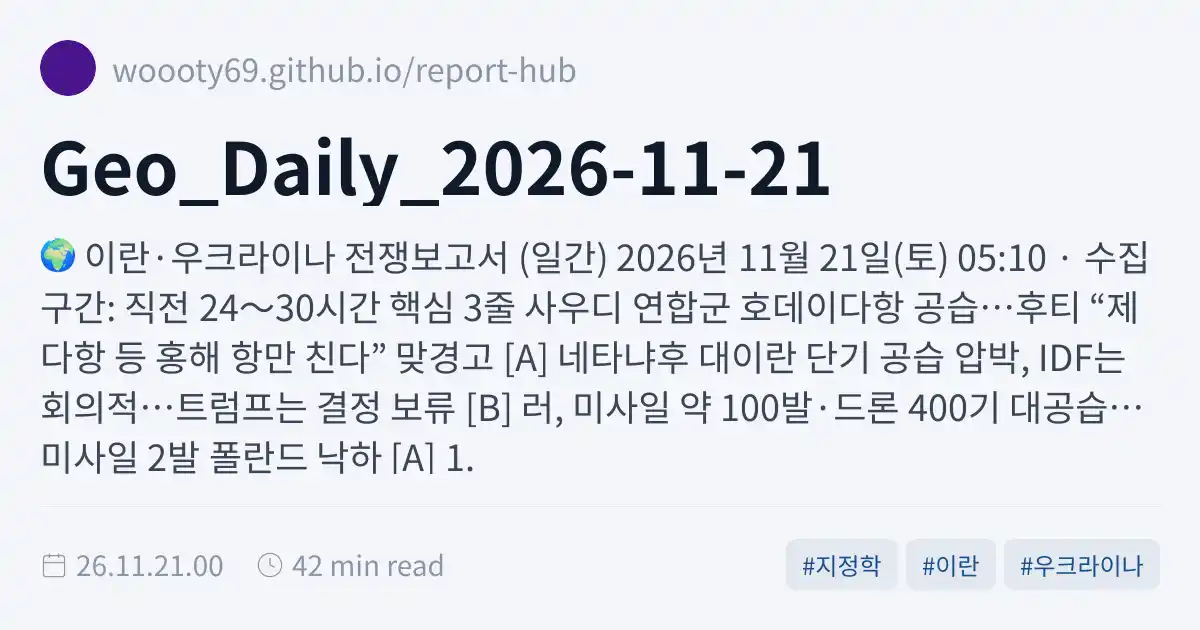 woooty69.github.io/report-hub
Geo_Daily_2026-11-21
🌍 이란·우크라이나 전쟁보고서 (일간) 2026년 11월 21일(토) 05:10 · 수집
구간: 직전 24～30시간 핵심 3줄 사우디 연합군 호데이다항 공습…후티 “제
다항 등 홍해 항만 친다” 맞경고 [A] 네타냐후 대이란 단기 공습 압박, IDF는
회의적…트럼프는 결정 보류 [B] 러, 미사일 약 100발·드론 400기 대공습…
미사일 2발 폴란드 낙하 [A] 1.
26.11.21.00
42 min read
#지정학 #이란 #우크라이나